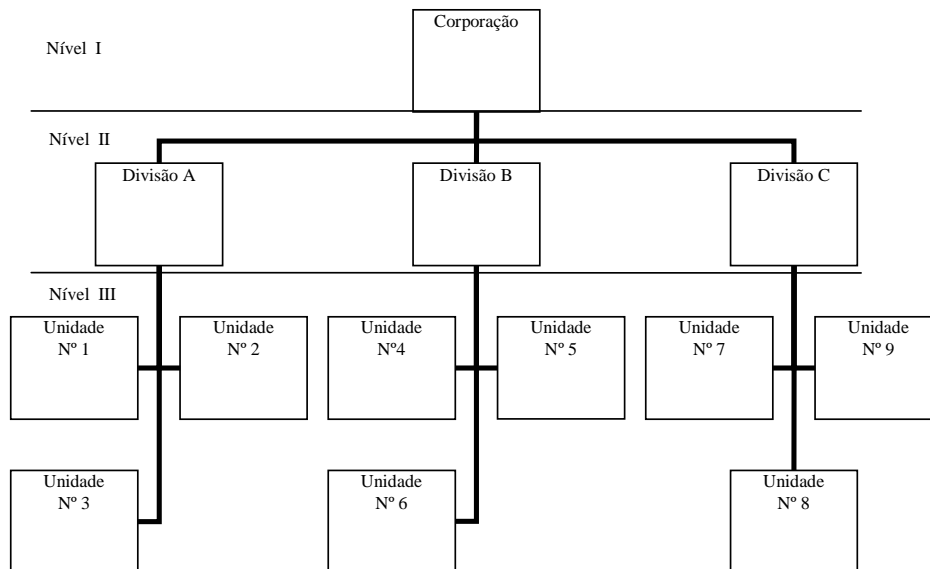 Corporação
Nível I
Nível II
Divisão A
Divisão B
Divisão C
Nível III
Unidade
Nº 1
Unidade
Nº 2
Unidade
Nº4
Unidade
Nº 5
Unidade
Nº 7
Unidade
Nº 9
Unidade
Nº 3
Unidade
Nº 6
Unidade
Nº 8